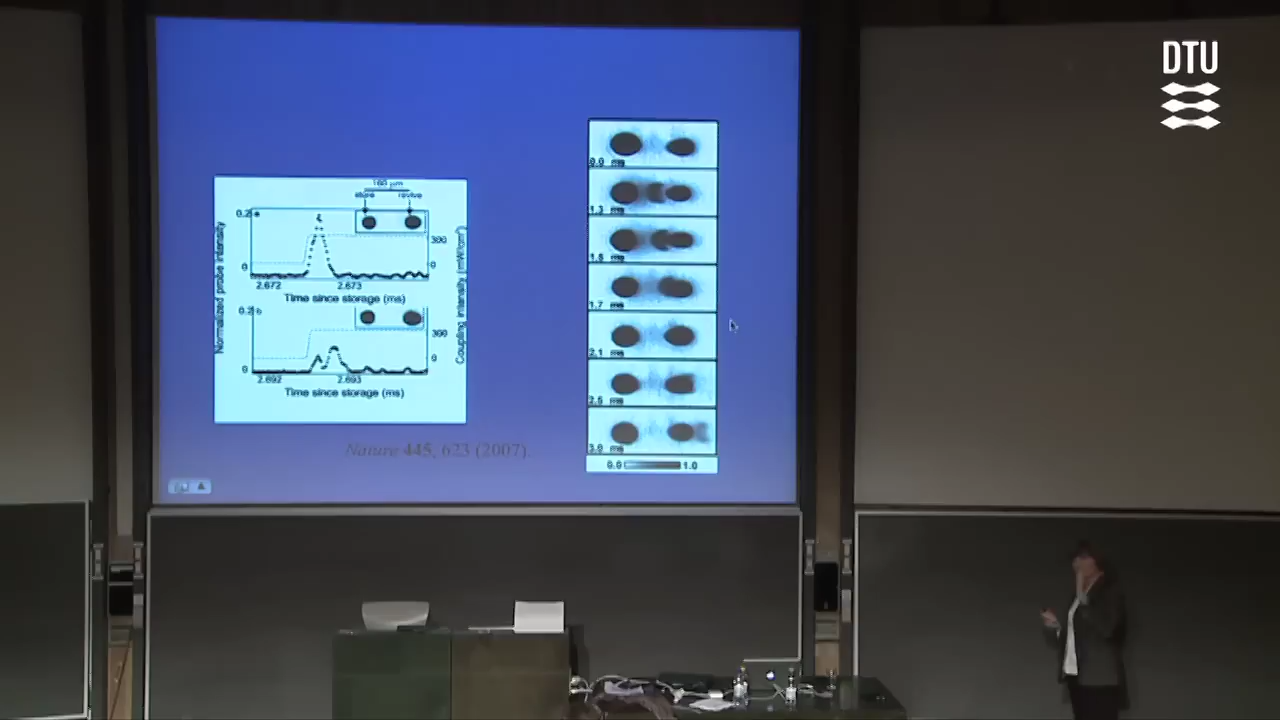 DTU
180 µm
store
revive
0.2
a
300
0
0
2.672
2.673
Time since storage (ms)
Normalized probe intensity
Coupling intensity (mW/cm²)
0.2
b
300
0
0
2.692
2.693
Time since storage (ms)
Nature 445, 623 (2007).
0.0 ms
1.3 ms
1.7 ms
2.1 ms
2.5 ms
3.0 ms
0.0
1.0